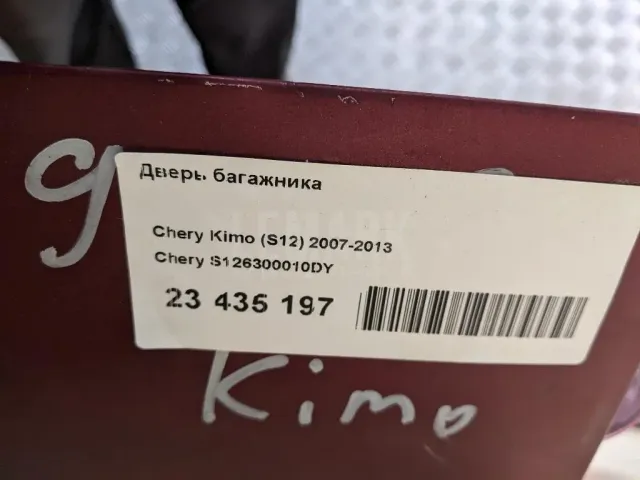 Дверь багажника
Chery Kimo (S12) 2007-2013
Chery S126300010DY
23 435 197
Kimo